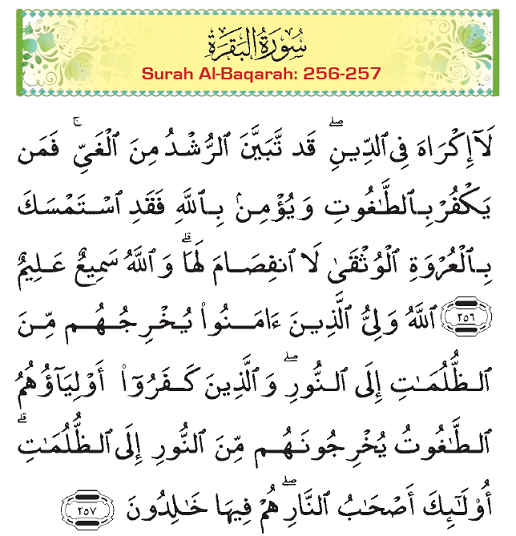 سُورَةُ الْبَقَرَةِ
Surah Al-Baqarah: 256-257
لَآ إِكْرَاهَ فِى ٱلدِّينِ ۖ قَد تَّبَيَّنَ ٱلرُّشْدُ مِنَ ٱلْغَىِّ ۚ فَمَن
يَكْفُرْ بِٱلطَّـٰغُوتِ وَيُؤْمِنۢ بِٱللَّهِ فَقَدِ ٱسْتَمْسَكَ
بِٱلْعُرْوَةِ ٱلْوُثْقَىٰ لَا ٱنفِصَامَ لَهَا ۗ وَٱللَّهُ سَمِيعٌ عَلِيمٌ
٢٥٦ ٱللَّهُ وَلِىُّ ٱلَّذِينَ ءَامَنُوا۟ يُخْرِجُهُم مِّنَ
ٱلظُّلُمَـٰتِ إِلَى ٱلنُّورِ ۖ وَٱلَّذِينَ كَفَرُوٓا۟ أَوْلِيَآؤُهُمُ
ٱلطَّـٰغُوتُ يُخْرِجُونَهُم مِّنَ ٱلنُّورِ إِلَى ٱلظُّلُمَـٰتِ ۗ
أُو۟لَـٰٓئِكَ أَصْحَـٰبُ ٱلنَّارِ ۖ هُمْ فِيهَا خَـٰلِدُونَ ٢٥٧